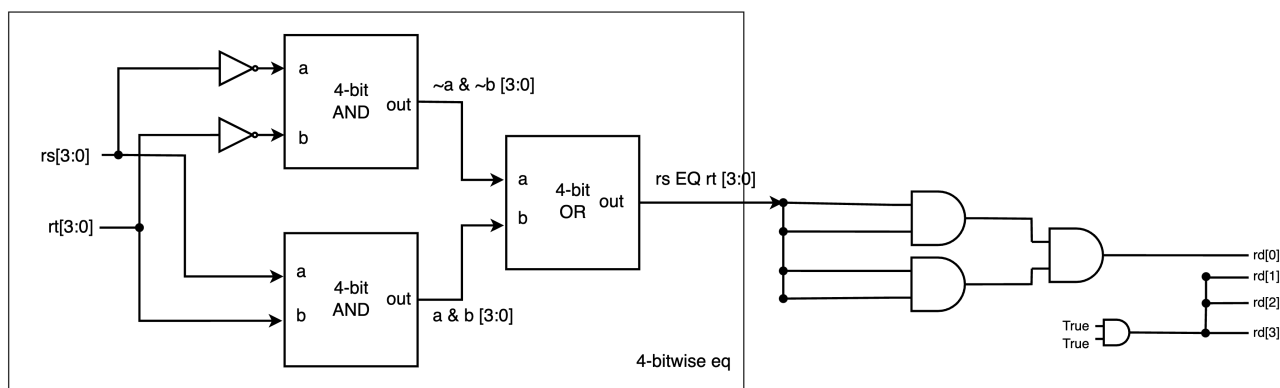 a
4-bit
AND
out
b
~a & ~b [3:0]
rs[3:0]
rt[3:0]
a
4-bit
OR
out
b
rs EQ rt [3:0]
a
4-bit
AND
out
b
a & b [3:0]
4-bitwise eq
rd[0]
rd[1]
rd[2]
rd[3]
True
True